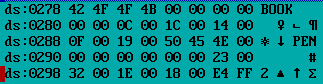 ds:0278 42 4F 4F 4B 00 00 00 00 BOOK
ds:0280 00 00 0C 00 1C 00 14 00 ♀ ∟ ¶
ds:0288 0F 00 19 00 50 45 4E 00 ☼ ↓ PEN
ds:0290 00 00 00 00 00 00 23 00 #
ds:0298 32 00 1E 00 18 00 E4 FF 2 ▲ ↑ Σ